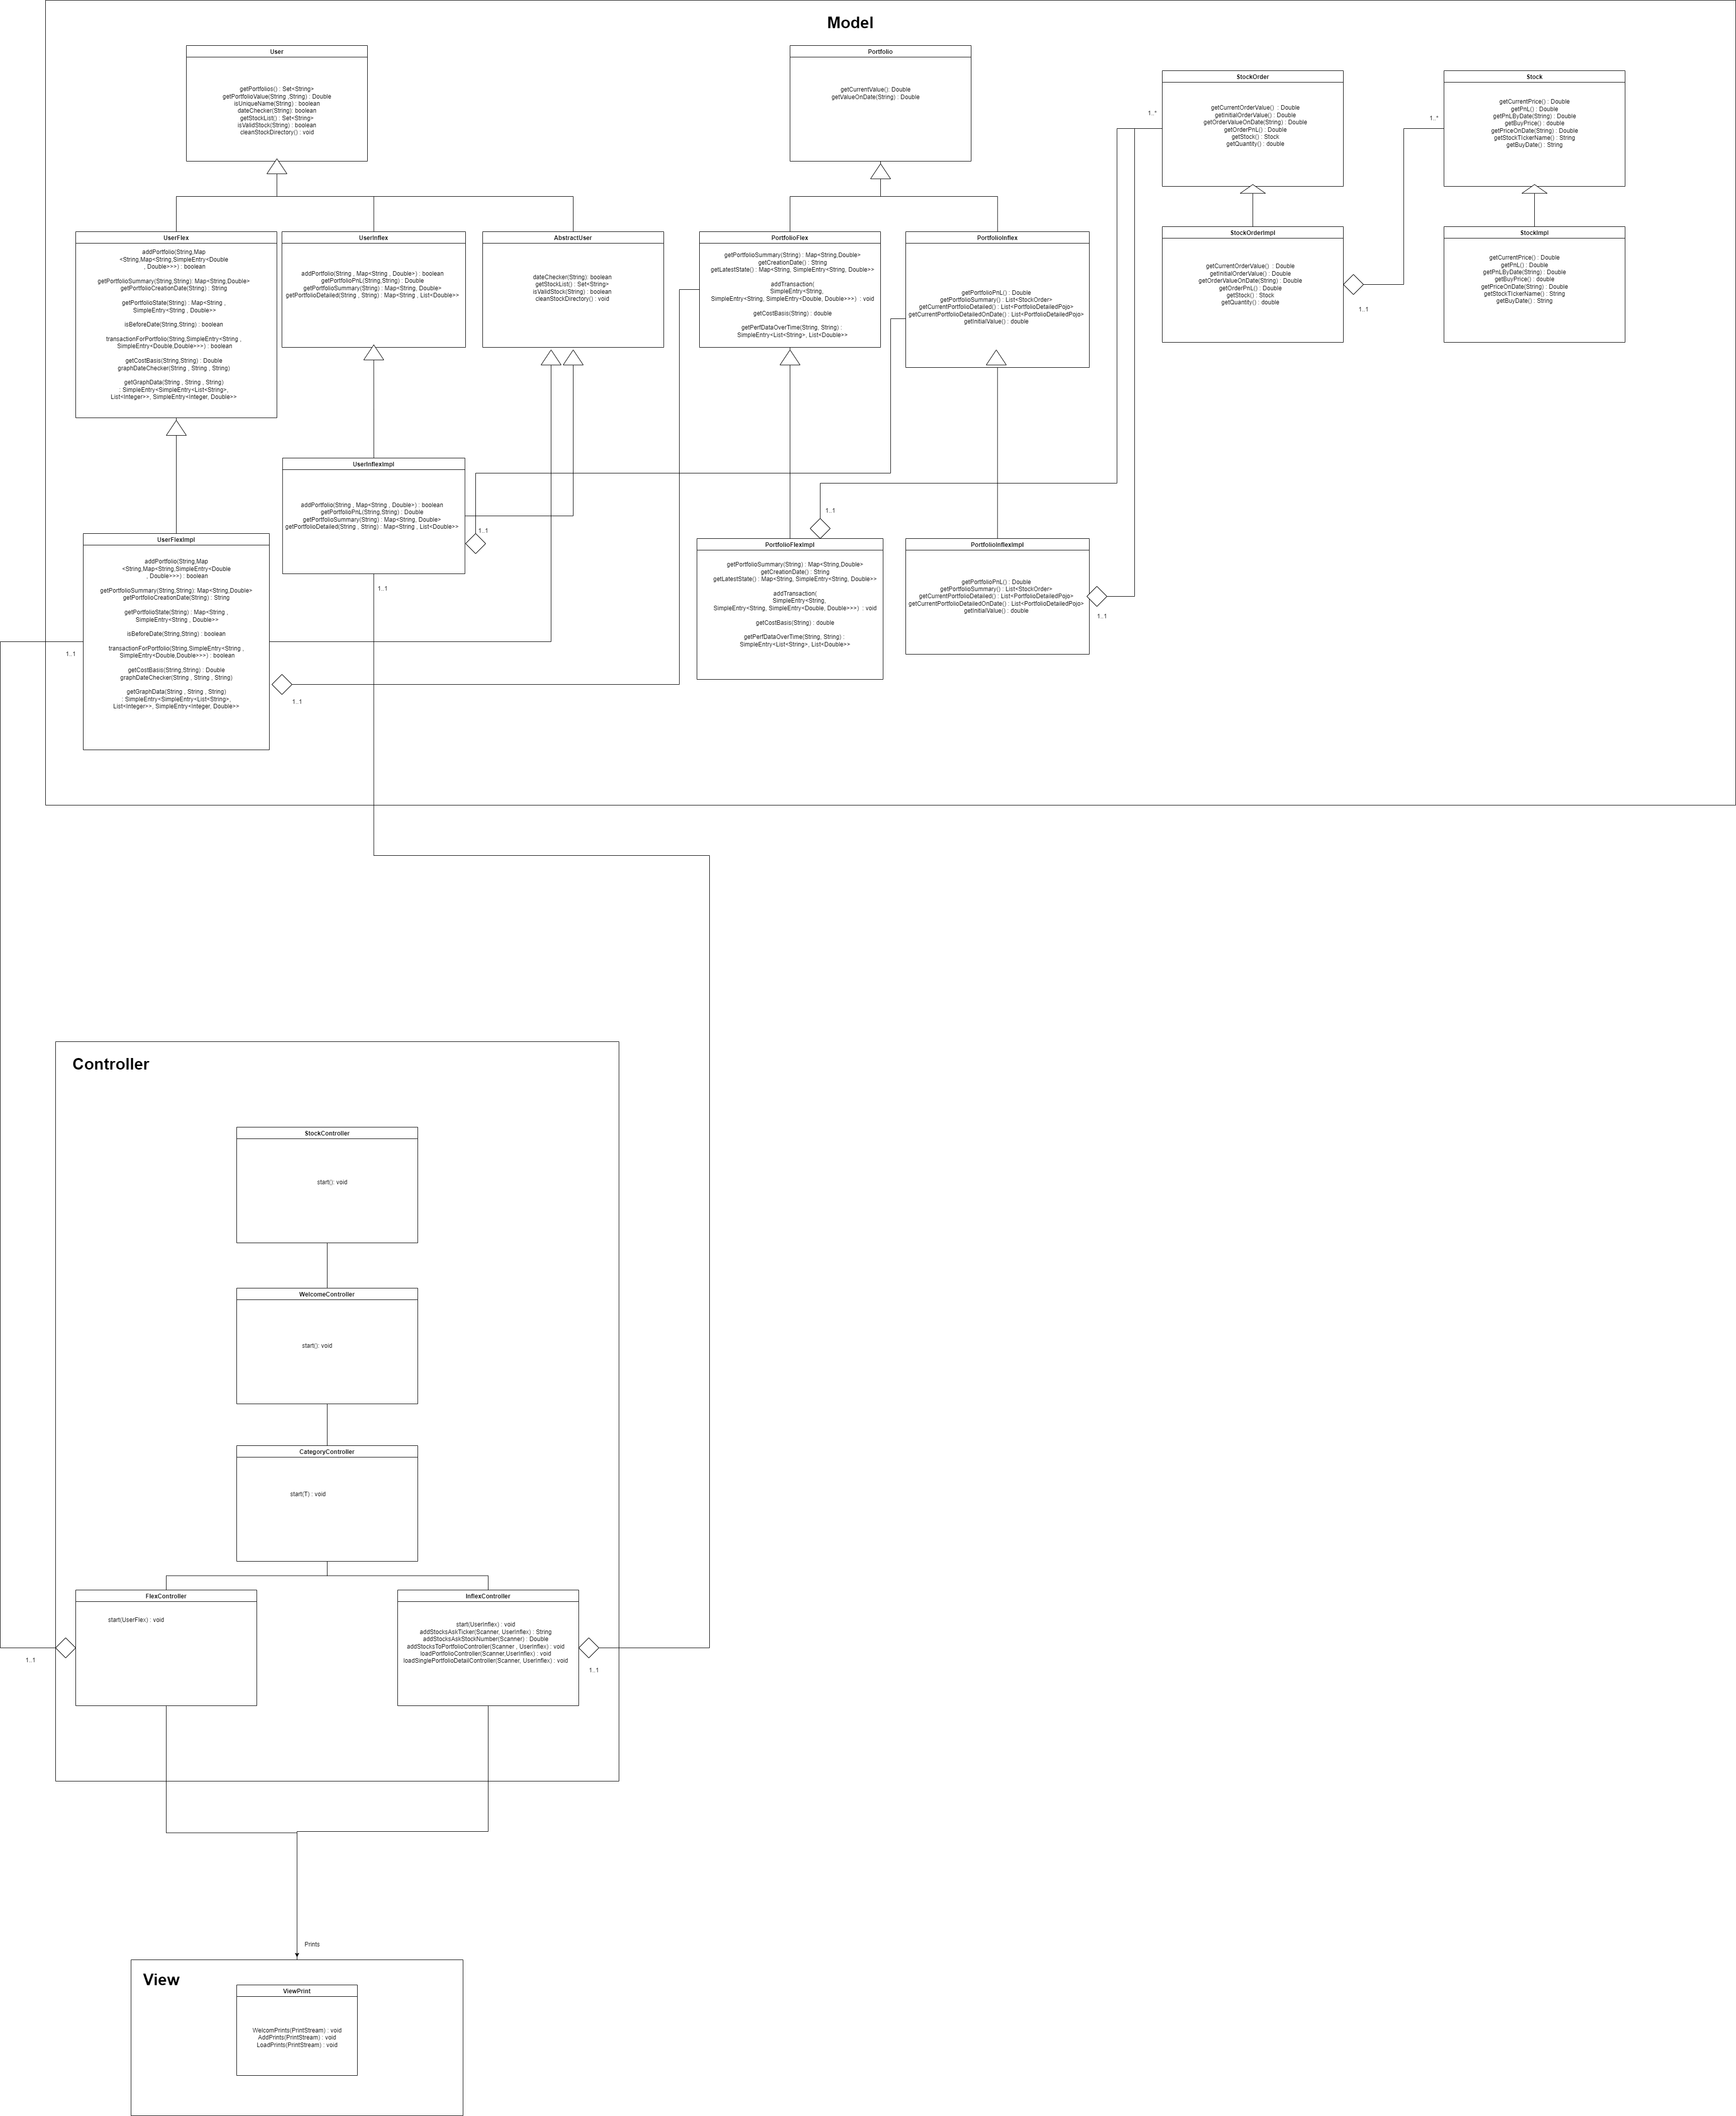 Model
User
getPortfolios() : Set<String>
getPortfolioValue(String ,String) : Double
isUniqueName(String) : boolean
dateChecker(String): boolean
getStockList() : Set<String>
isValidStock(String) : boolean
cleanStockDirectory() : void
Portfolio
getCurrentValue(): Double
getValueOnDate(String) : Double
StockOrder
getCurrentOrderValue() : Double
getInitialOrderValue() : Double
getOrderValueOnDate(String) : Double
getOrderPnL() : Double
getStock() : Stock
getQuantity() : double
1..*
Stock
getCurrentPrice() : Double
getPnL() : Double
getPnLByDate(String) : Double
getBuyPrice() : double
getPriceOnDate(String) : Double
getStockTickerName() : String
getBuyDate() : String
1..*
UserFlex
addPortfolio(String,Map
<String,Map<String,SimpleEntry<Double
, Double>>>) : boolean
getPortfolioSummary(String,String): Map<String,Double>
getPortfolioCreationDate(String) : String
getPortfolioState(String) : Map<String ,
SimpleEntry<String , Double>>
isBeforeDate(String,String) : boolean
transactionForPortfolio(String,SimpleEntry<String ,
SimpleEntry<Double,Double>>>) : boolean
getCostBasis(String,String) : Double
graphDateChecker(String , String , String)
getGraphData(String , String , String)
: SimpleEntry<SimpleEntry<List<String>,
List<Integer>>, SimpleEntry<Integer, Double>>
UserInflex
addPortfolio(String , Map<String , Double>) : boolean
getPortfolioPnL(String,String) : Double
getPortfolioSummary(String) : Map<String, Double>
getPortfolioDetailed(String , String) : Map<String , List<Double>>
AbstractUser
dateChecker(String): boolean
getStockList() : Set<String>
isValidStock(String) : boolean
cleanStockDirectory() : void
PortfolioFlex
getPortfolioSummary(String) : Map<String,Double>
getCreationDate() : String
getLatestState() : Map<String, SimpleEntry<String, Double>>
addTransaction(
SimpleEntry<String,
SimpleEntry<String, SimpleEntry<Double, Double>>>) : void
getCostBasis(String) : double
getPerfDataOverTime(String, String) :
SimpleEntry<List<String>, List<Double>>
PortfolioInflex
getPortfolioPnL() : Double
getPortfolioSummary() : List<StockOrder>
getCurrentPortfolioDetailed() : List<PortfolioDetailedPojo>
getCurrentPortfolioDetailedOnDate() : List<PortfolioDetailedPojo>
getInitialValue() : double
StockOrderImpl
getCurrentOrderValue() : Double
getInitialOrderValue() : Double
getOrderValueOnDate(String) : Double
getOrderPnL() : Double
getStock() : Stock
getQuantity() : double
1..1
StockImpl
getCurrentPrice() : Double
getPnL() : Double
getPnLByDate(String) : Double
getBuyPrice() : double
getPriceOnDate(String) : Double
getStockTickerName() : String
getBuyDate() : String
UserInflexImpl
addPortfolio(String , Map<String , Double>) : boolean
getPortfolioPnL(String,String) : Double
getPortfolioSummary(String) : Map<String, Double>
getPortfolioDetailed(String , String) : Map<String , List<Double>>
1..1
1..1
UserFlexImpl
addPortfolio(String,Map
<String,Map<String,SimpleEntry<Double
, Double>>>) : boolean
getPortfolioSummary(String,String): Map<String,Double>
getPortfolioCreationDate(String) : String
getPortfolioState(String) : Map<String ,
SimpleEntry<String , Double>>
isBeforeDate(String,String) : boolean
transactionForPortfolio(String,SimpleEntry<String ,
SimpleEntry<Double,Double>>>) : boolean
getCostBasis(String,String) : Double
graphDateChecker(String , String , String)
getGraphData(String , String , String)
: SimpleEntry<SimpleEntry<List<String>,
List<Integer>>, SimpleEntry<Integer, Double>>
1..1
1..1
1..1
PortfolioFlexImpl
getPortfolioSummary(String) : Map<String,Double>
getCreationDate() : String
getLatestState() : Map<String, SimpleEntry<String, Double>>
addTransaction(
SimpleEntry<String,
SimpleEntry<String, SimpleEntry<Double, Double>>>) : void
getCostBasis(String) : double
getPerfDataOverTime(String, String) :
SimpleEntry<List<String>, List<Double>>
PortfolioInflexImpl
getPortfolioPnL() : Double
getPortfolioSummary() : List<StockOrder>
getCurrentPortfolioDetailed() : List<PortfolioDetailedPojo>
getCurrentPortfolioDetailedOnDate() : List<PortfolioDetailedPojo>
getInitialValue() : double
1..1
Controller
StockController
start(): void
WelcomeController
start(): void
CategoryController
start(T) : void
FlexController
start(UserFlex) : void
1..1
InflexController
start(UserInflex) : void
addStocksAskTicker(Scanner, UserInflex) : String
addStocksAskStockNumber(Scanner) : Double
addStocksToPortfolioController(Scanner , UserInflex) : void
loadPortfolioController(Scanner,UserInflex) : void
loadSinglePortfolioDetailController(Scanner, UserInflex) : void
1..1
Prints
View
ViewPrint
WelcomPrints(PrintStream) : void
AddPrints(PrintStream) : void
LoadPrints(PrintStream) : void